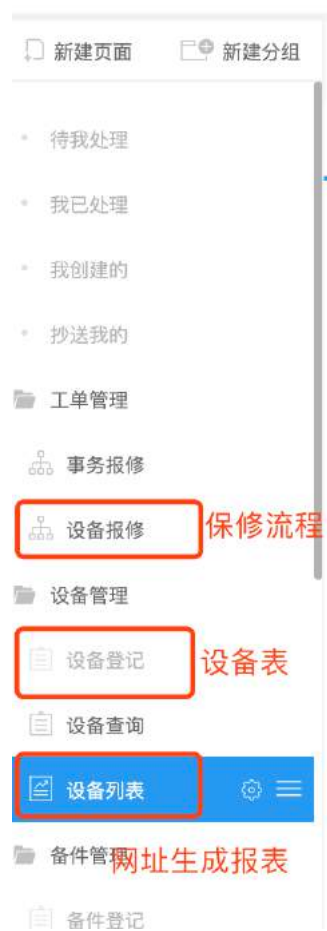 新建页面 新建分组
待我处理
我已处理
我创建的
抄送我的
工单管理
事务报修
设备报修 保修流程
设备管理
设备登记 设备表
设备查询
设备列表
备件管理 网址生成报表
备件登记